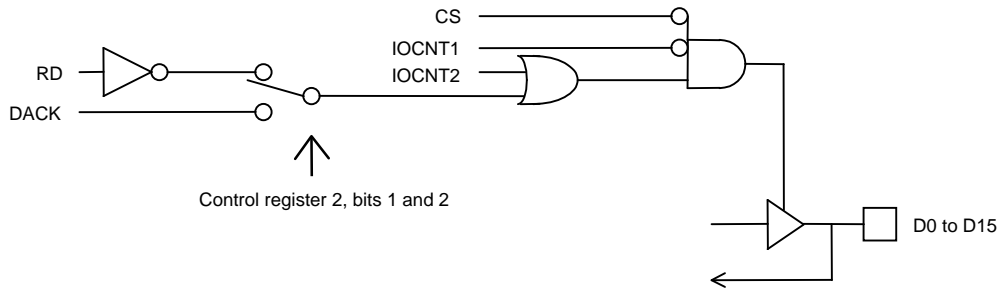 CS
IOCNT1
IOCNT2
RD
DACK
Control register 2, bits 1 and 2
D0 to D15